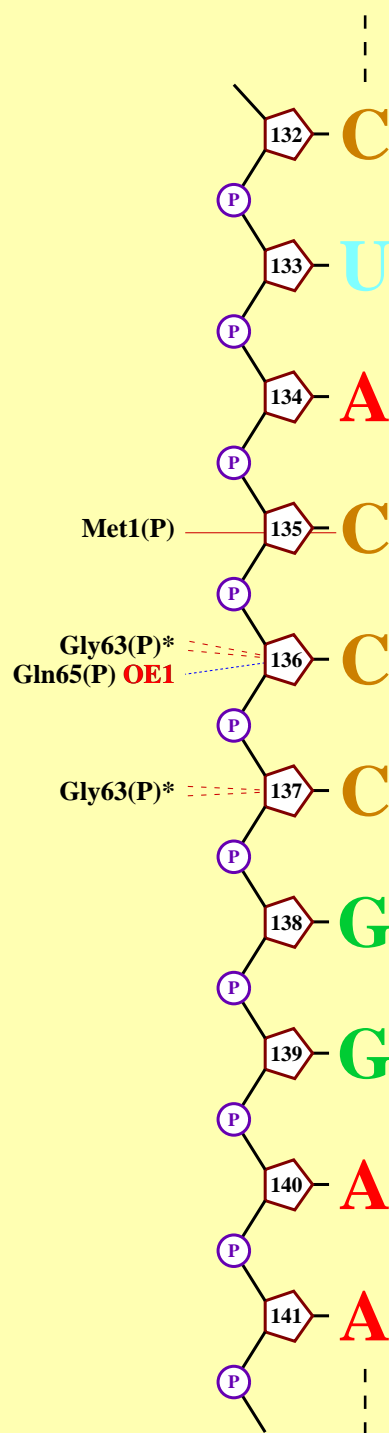 132 C
P
133 U
P
134 A
P
Met1(P) 135 C
P
Gly63(P)* 136 C
Gln65(P) OE1
P
Gly63(P)* 137 C
P
138 G
P
139 G
P
140 A
P
141 A
P